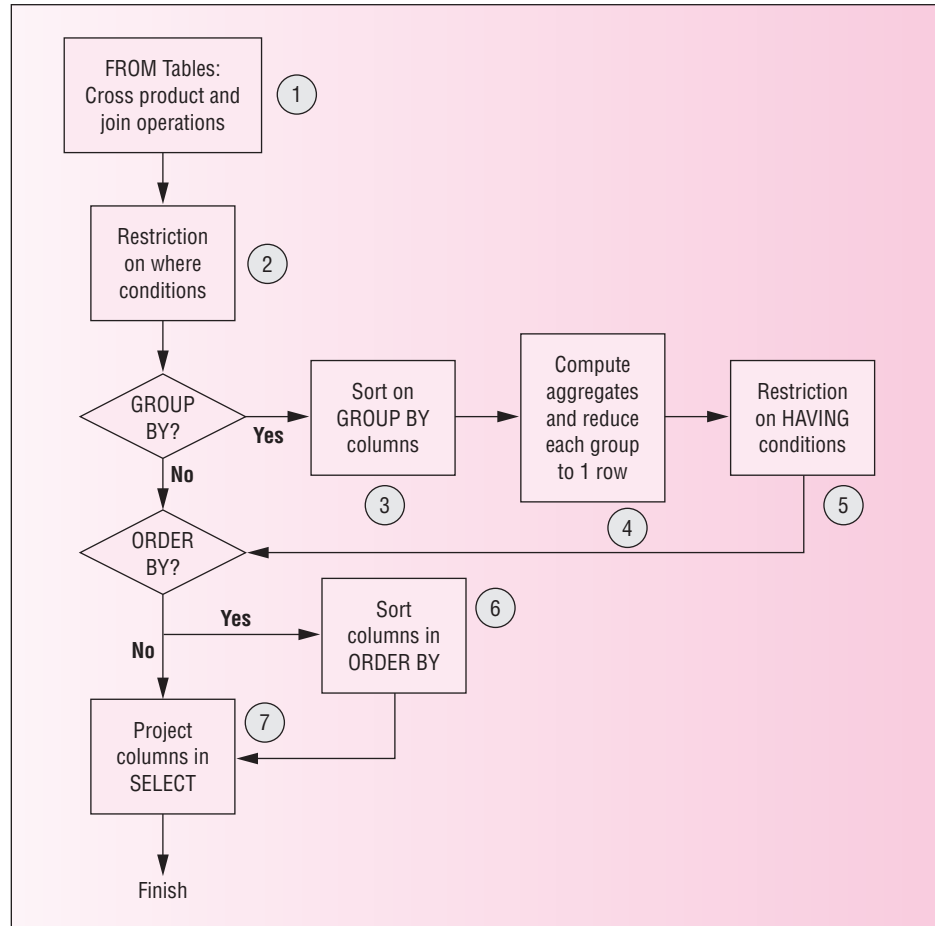 FROM Tables:
Cross product and
join operations
1
Restriction
on where
conditions
2
GROUP
BY?
Yes
No
Sort on
GROUP BY
columns
3
Compute
aggregates
and reduce
each group
to 1 row
4
Restriction
on HAVING
conditions
5
ORDER
BY?
Yes
No
Sort
columns in
ORDER BY
6
Project
columns in
SELECT
7
Finish